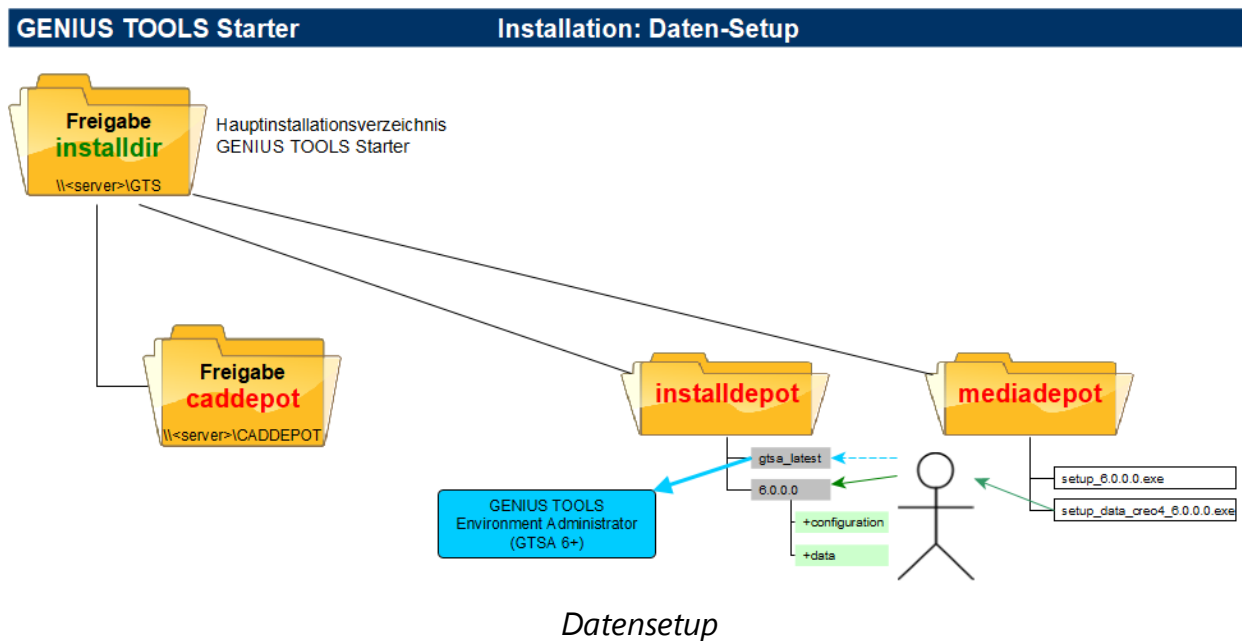 GENIUS TOOLS Starter
Installation: Daten-Setup
Freigabe
installdir
\\<server>\GTS
Hauptinstallationsverzeichnis
GENIUS TOOLS Starter
Freigabe
caddepot
\\<server>\CADDEPOT
installdepot
mediadepot
gtsa_latest
6.0.0.0
+configuration
+data
GENIUS TOOLS
Environment Administrator
(GTSA 6+)
setup_6.0.0.0.exe
setup_data_creo4_6.0.0.0.exe
Datensetup